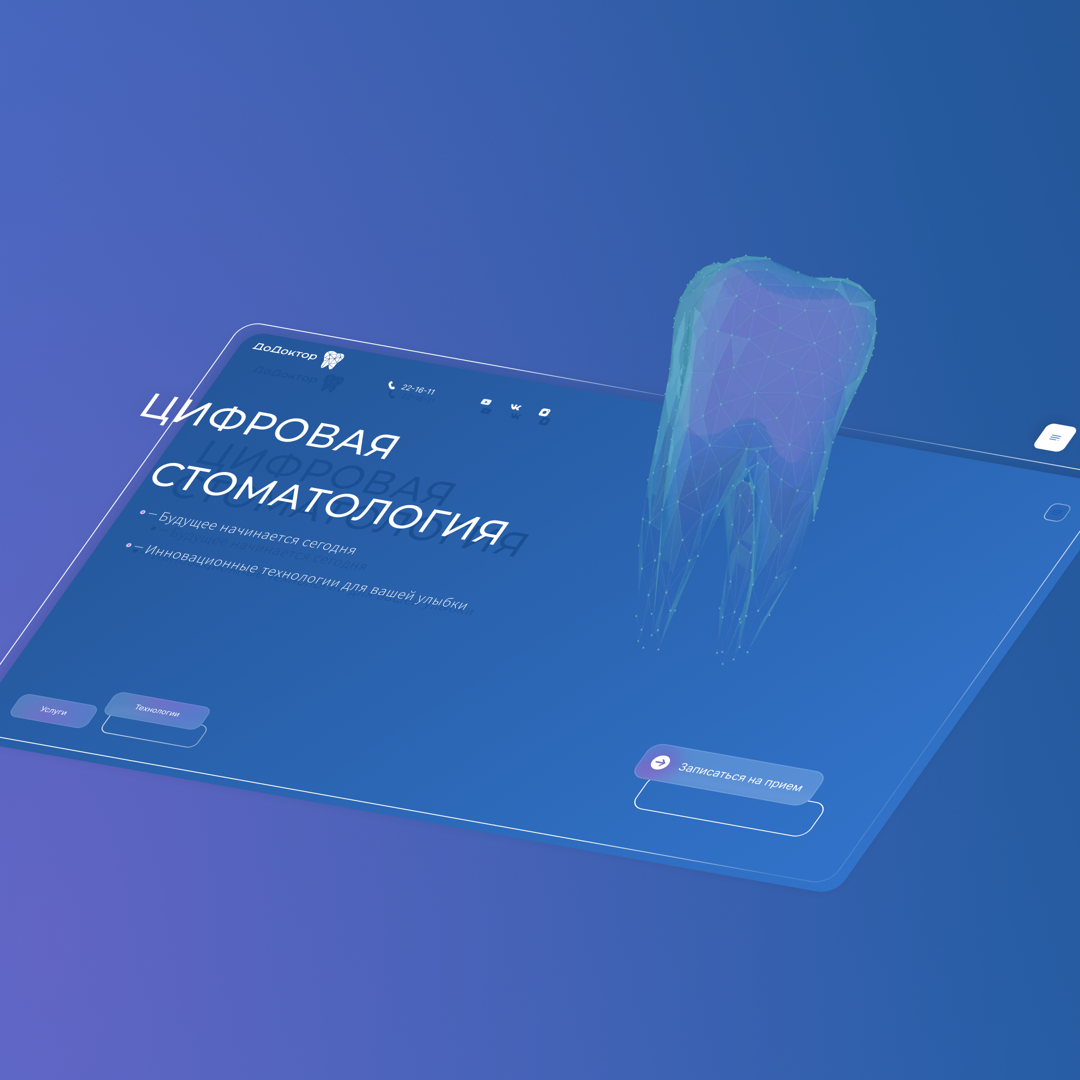 ДоДоктор
22-16-11
ЦИФРОВАЯ
СТОМАТОЛОГИЯ
– Будущее начинается сегодня
– Инновационные технологии для вашей улыбки
Услуги
Технологии
Записаться на прием